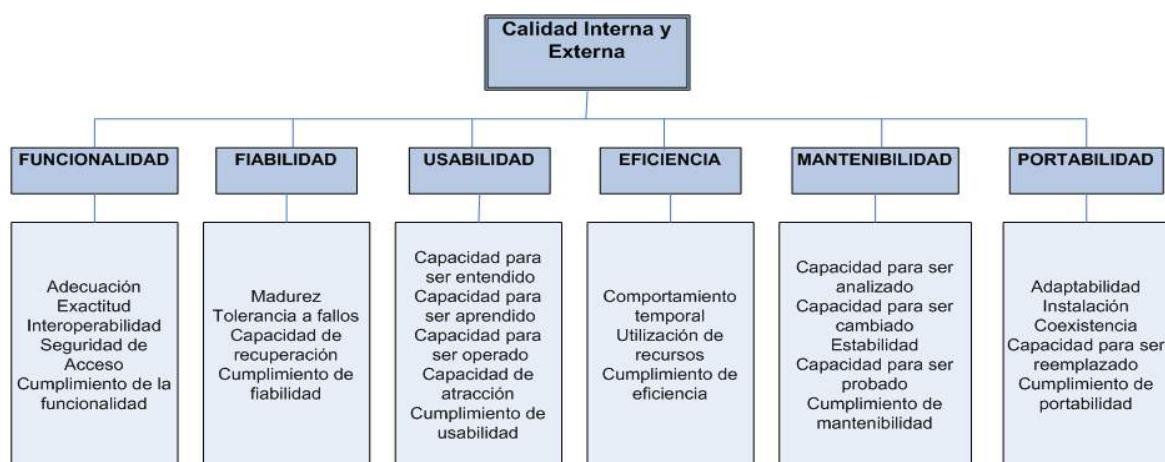 Calidad Interna y
Externa
FUNCIONALIDAD
FIABILIDAD
USABILIDAD
EFICIENCIA
MANTENIBILIDAD
PORTABILIDAD
Adecuación
Exactitud
Interoperabilidad
Seguridad de
Acceso
Cumplimiento de la
funcionalidad
Madurez
Tolerancia a fallos
Capacidad de
recuperación
Cumplimiento de
fiabilidad
Capacidad para
ser entendido
Capacidad para
ser aprendido
Capacidad para
ser operado
Capacidad de
atracción
Cumplimiento de
usabilidad
Comportamiento
temporal
Utilización de
recursos
Cumplimiento de
eficiencia
Capacidad para ser
analizado
Capacidad para ser
cambiado
Estabilidad
Capacidad para ser
probado
Cumplimiento de
mantenibilidad
Adaptabilidad
Instalación
Coexistencia
Capacidad para ser
reemplazado
Cumplimiento de
portabilidad